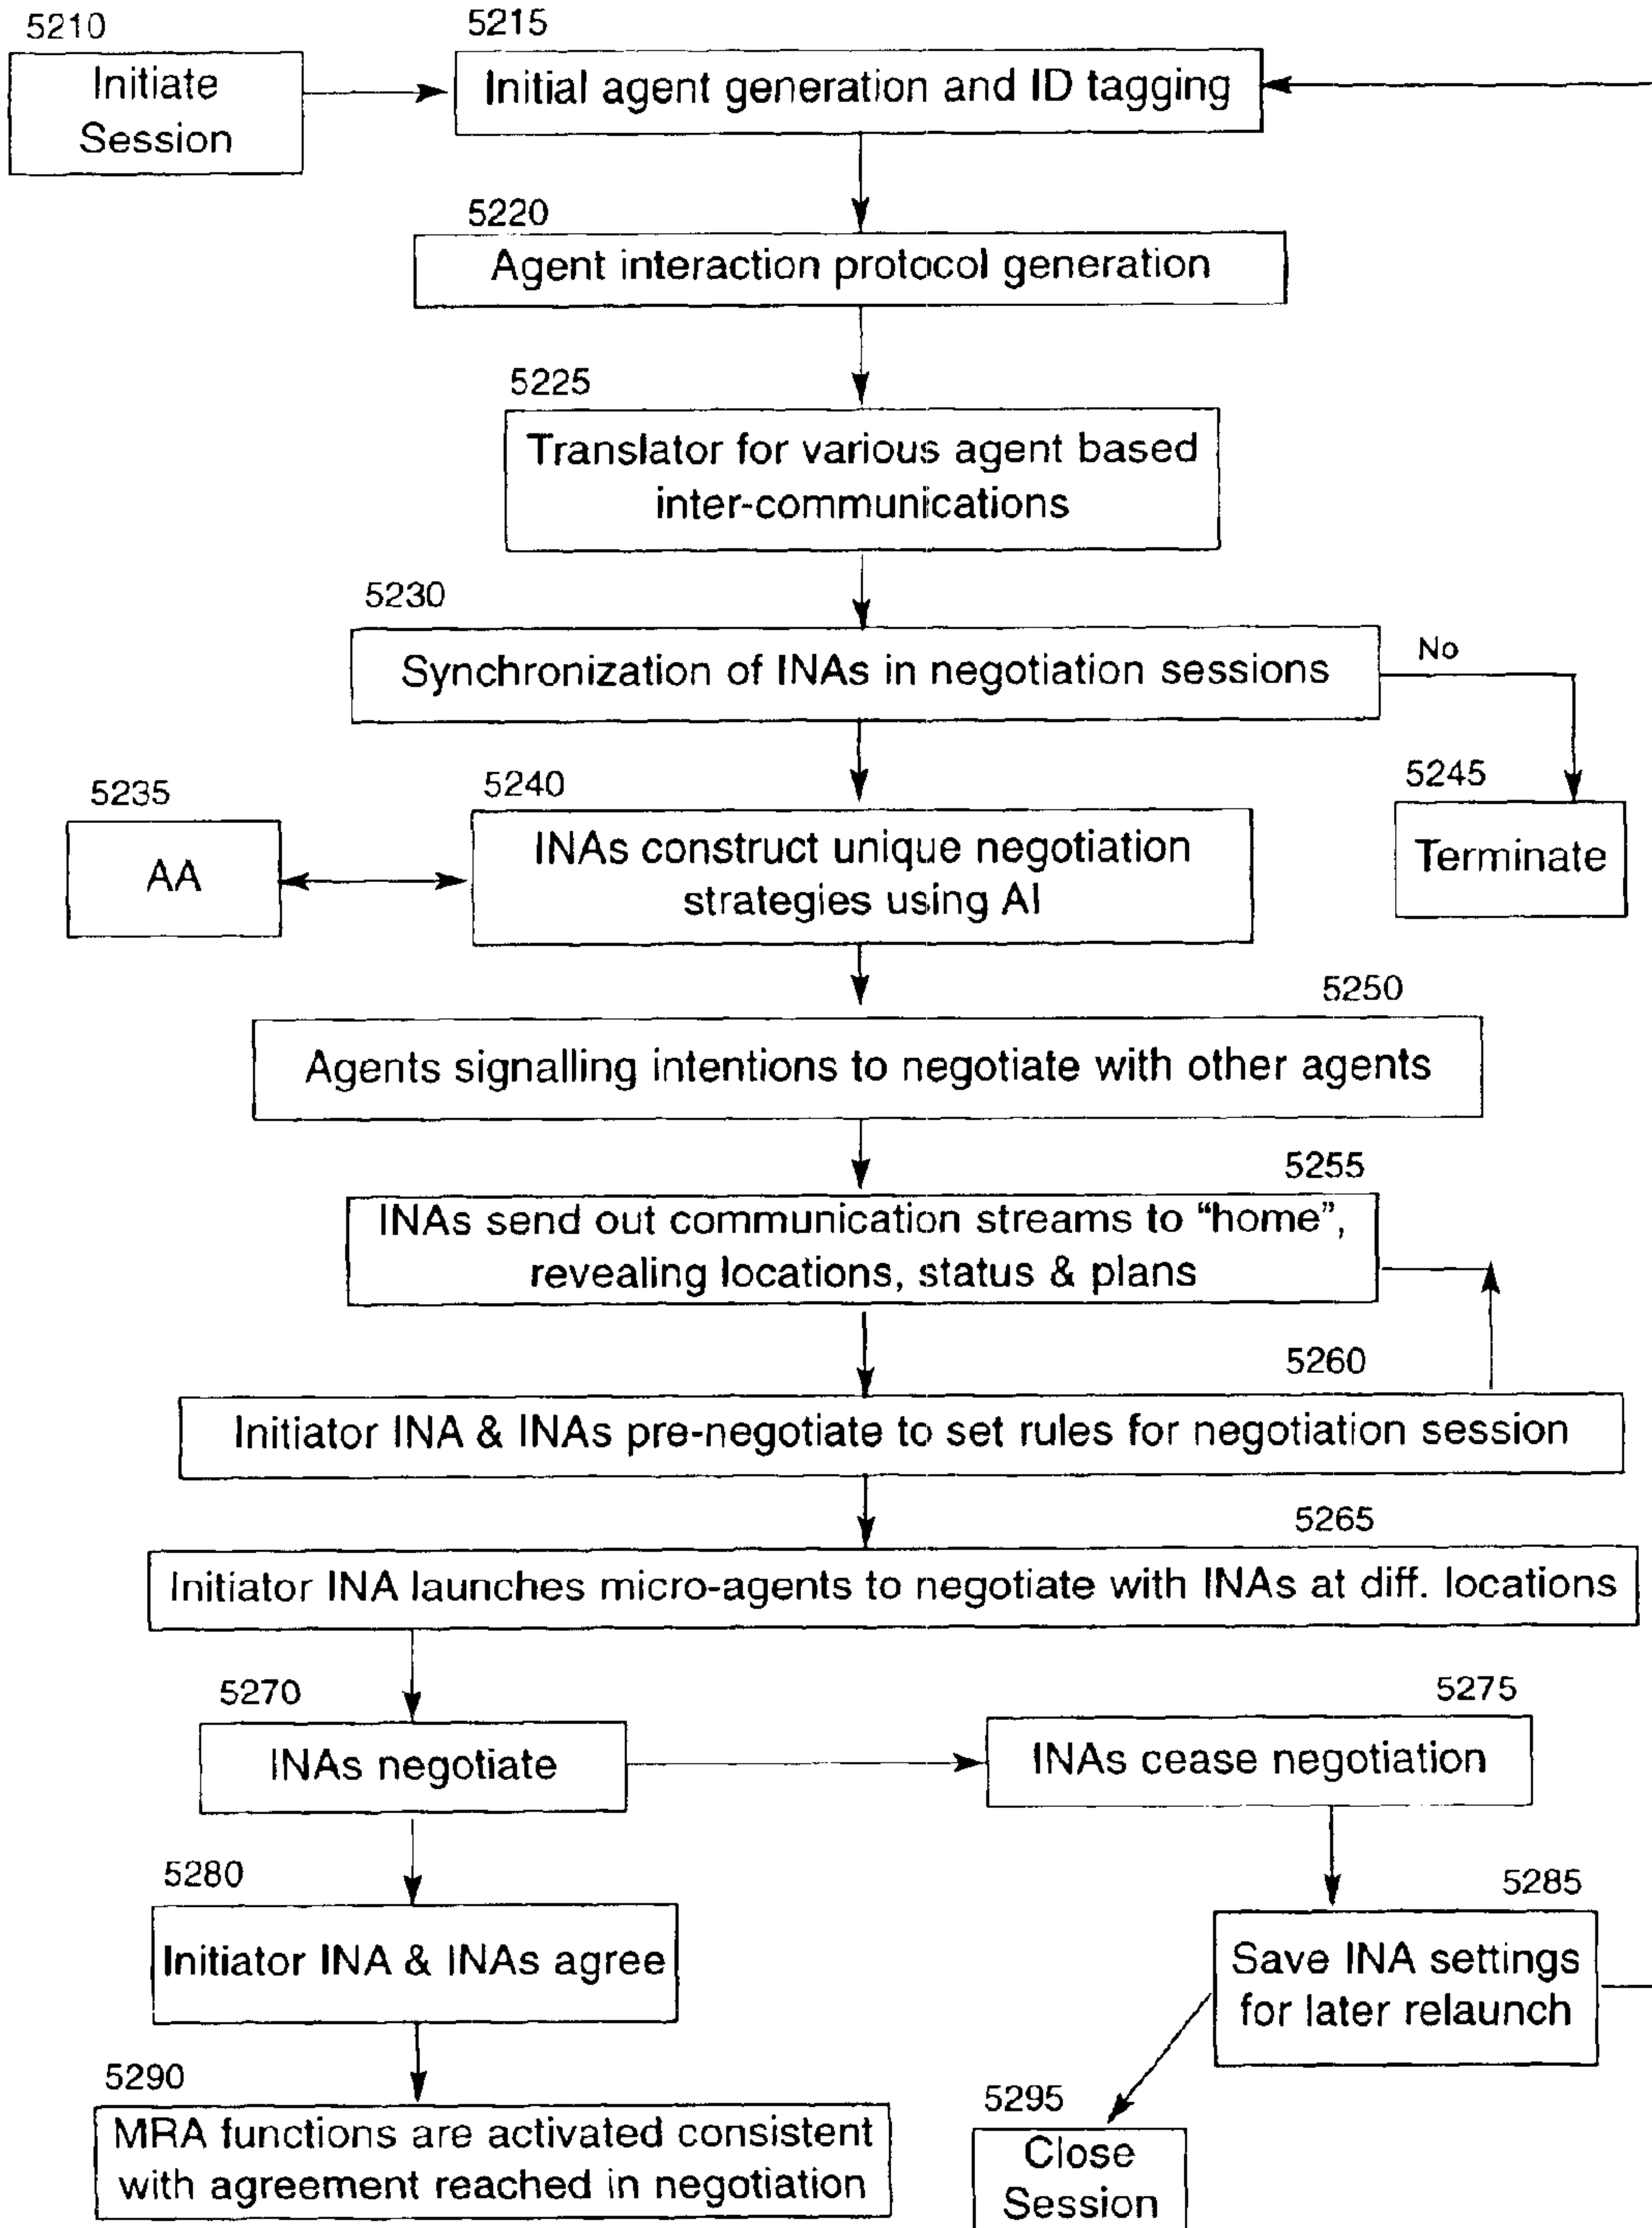 5210
Initiate
Session
5215
Initial agent generation and ID tagging
5220
Agent interaction protocol generation
5225
Translator for various agent based
inter-communications
5230
Synchronization of INAs in negotiation sessions
No
5235
AA
5240
INAs construct unique negotiation
strategies using AI
5245
Terminate
5250
Agents signalling intentions to negotiate with other agents
5255
INAs send out communication streams to “home”,
revealing locations, status & plans
5260
Initiator INA & INAs pre-negotiate to set rules for negotiation session
5265
Initiator INA launches micro-agents to negotiate with INAs at diff. locations
5270
INAs negotiate
5275
INAs cease negotiation
5280
Initiator INA & INAs agree
5285
Save INA settings
for later relaunch
5290
MRA functions are activated consistent
with agreement reached in negotiation
5295
Close
Session